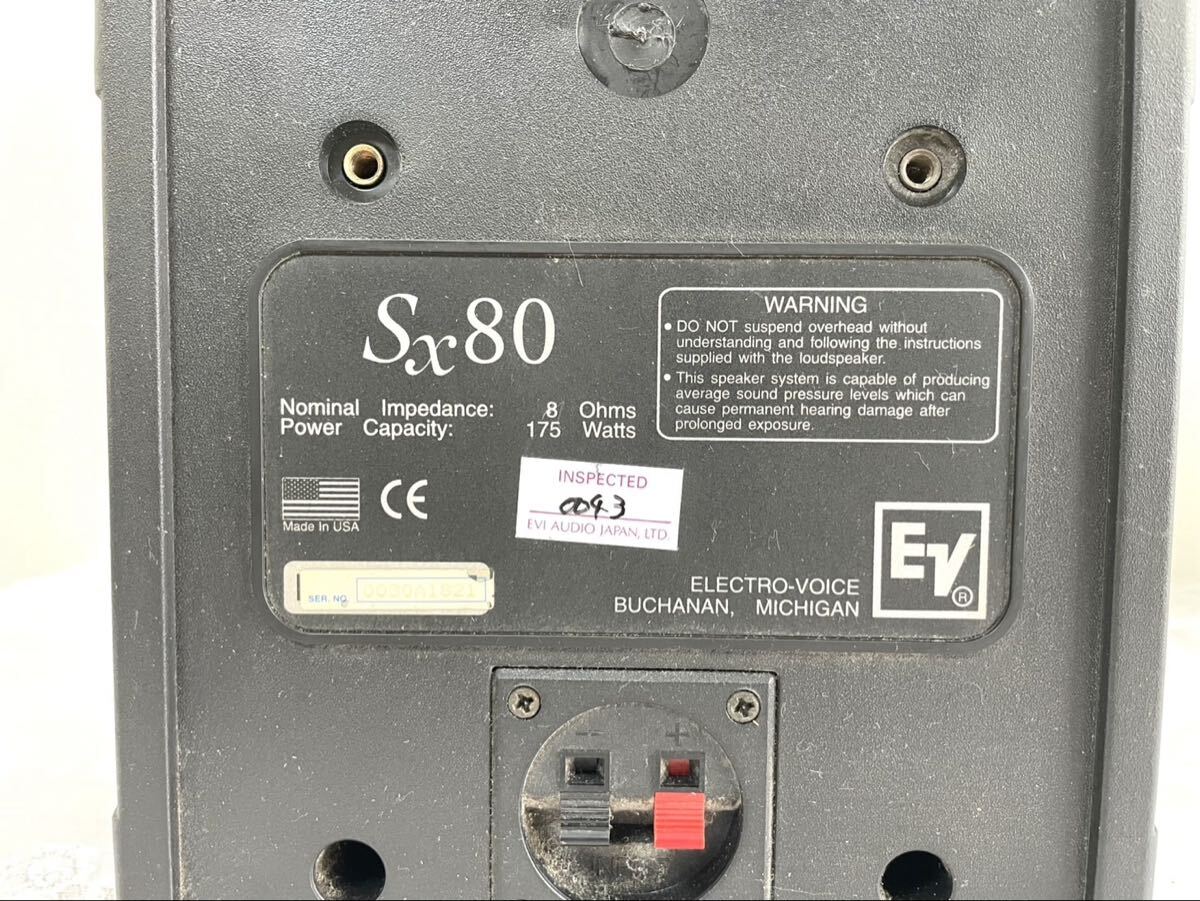 Sx80
WARNING
• DO NOT suspend overhead without
understanding and following the instructions
supplied with the loudspeaker.
• This speaker system is capable of producing
average sound pressure levels which can
cause permanent hearing damage after
prolonged exposure.
Nominal Impedance: 8 Ohms
Power Capacity: 175 Watts
Made In USA
CE
INSPECTED
0043
EVI AUDIO JAPAN, LTD.
SER. NO. 0030A1821
ELECTRO-VOICE
BUCHANAN, MICHIGAN
EV®
- +